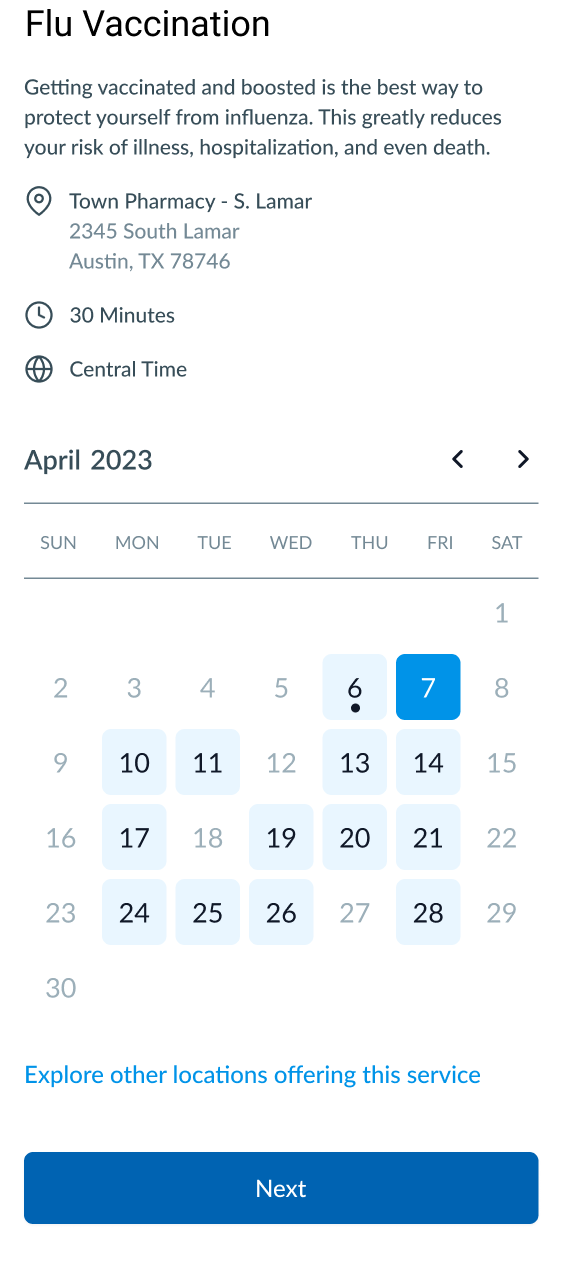 Flu Vaccination
Getting vaccinated and boosted is the best way to
protect yourself from influenza. This greatly reduces
your risk of illness, hospitalization, and even death.
Town Pharmacy - S. Lamar
2345 South Lamar
Austin, TX 78746
30 Minutes
Central Time
April 2023
SUN MON TUE WED THU FRI SAT
1
2 3 4 5 6 7 8
9 10 11 12 13 14 15
16 17 18 19 20 21 22
23 24 25 26 27 28 29
30
Explore other locations offering this service
Next